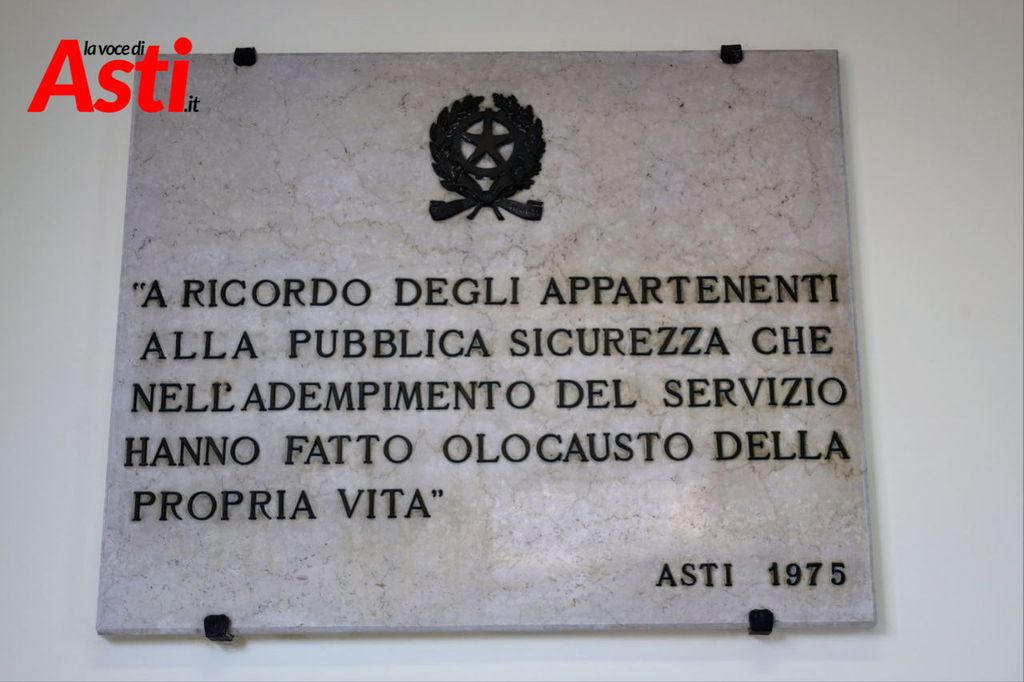 la voce di
Asti.it
"A RICORDO DEGLI APPARTENENTI
ALLA PUBBLICA SICUREZZA CHE
NELL'ADEMPIMENTO DEL SERVIZIO
HANNO FATTO OLOCAUSTO DELLA
PROPRIA VITA"
ASTI 1975